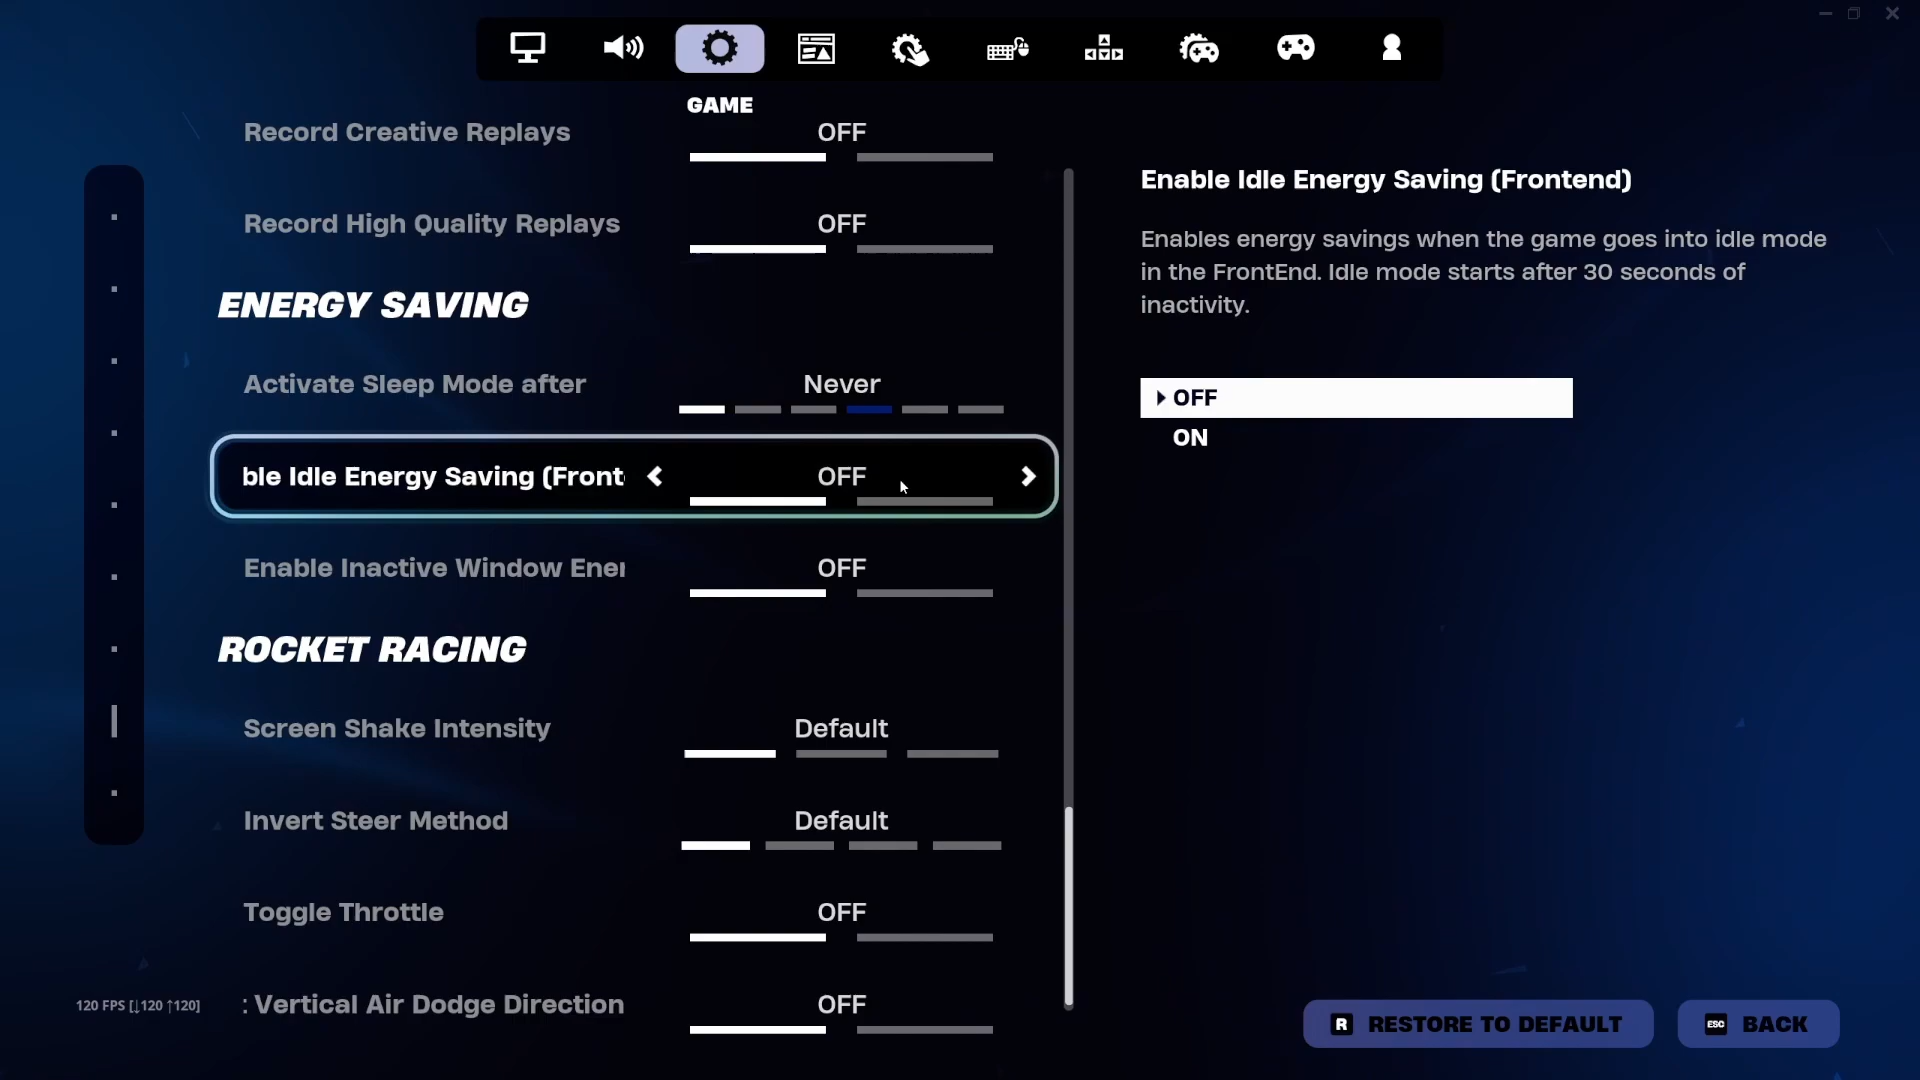 GAME
Record Creative Replays OFF
Record High Quality Replays OFF
ENERGY SAVING
Activate Sleep Mode after Never
ble Idle Energy Saving (Front OFF
Enable Inactive Window Ener OFF
ROCKET RACING
Screen Shake Intensity Default
Invert Steer Method Default
Toggle Throttle OFF
: Vertical Air Dodge Direction OFF
Enable Idle Energy Saving (Frontend)
Enables energy savings when the game goes into idle mode
in the FrontEnd. Idle mode starts after 30 seconds of
inactivity.
OFF
ON
120 FPS [↓120 ↑120]
R RESTORE TO DEFAULT
ESC BACK